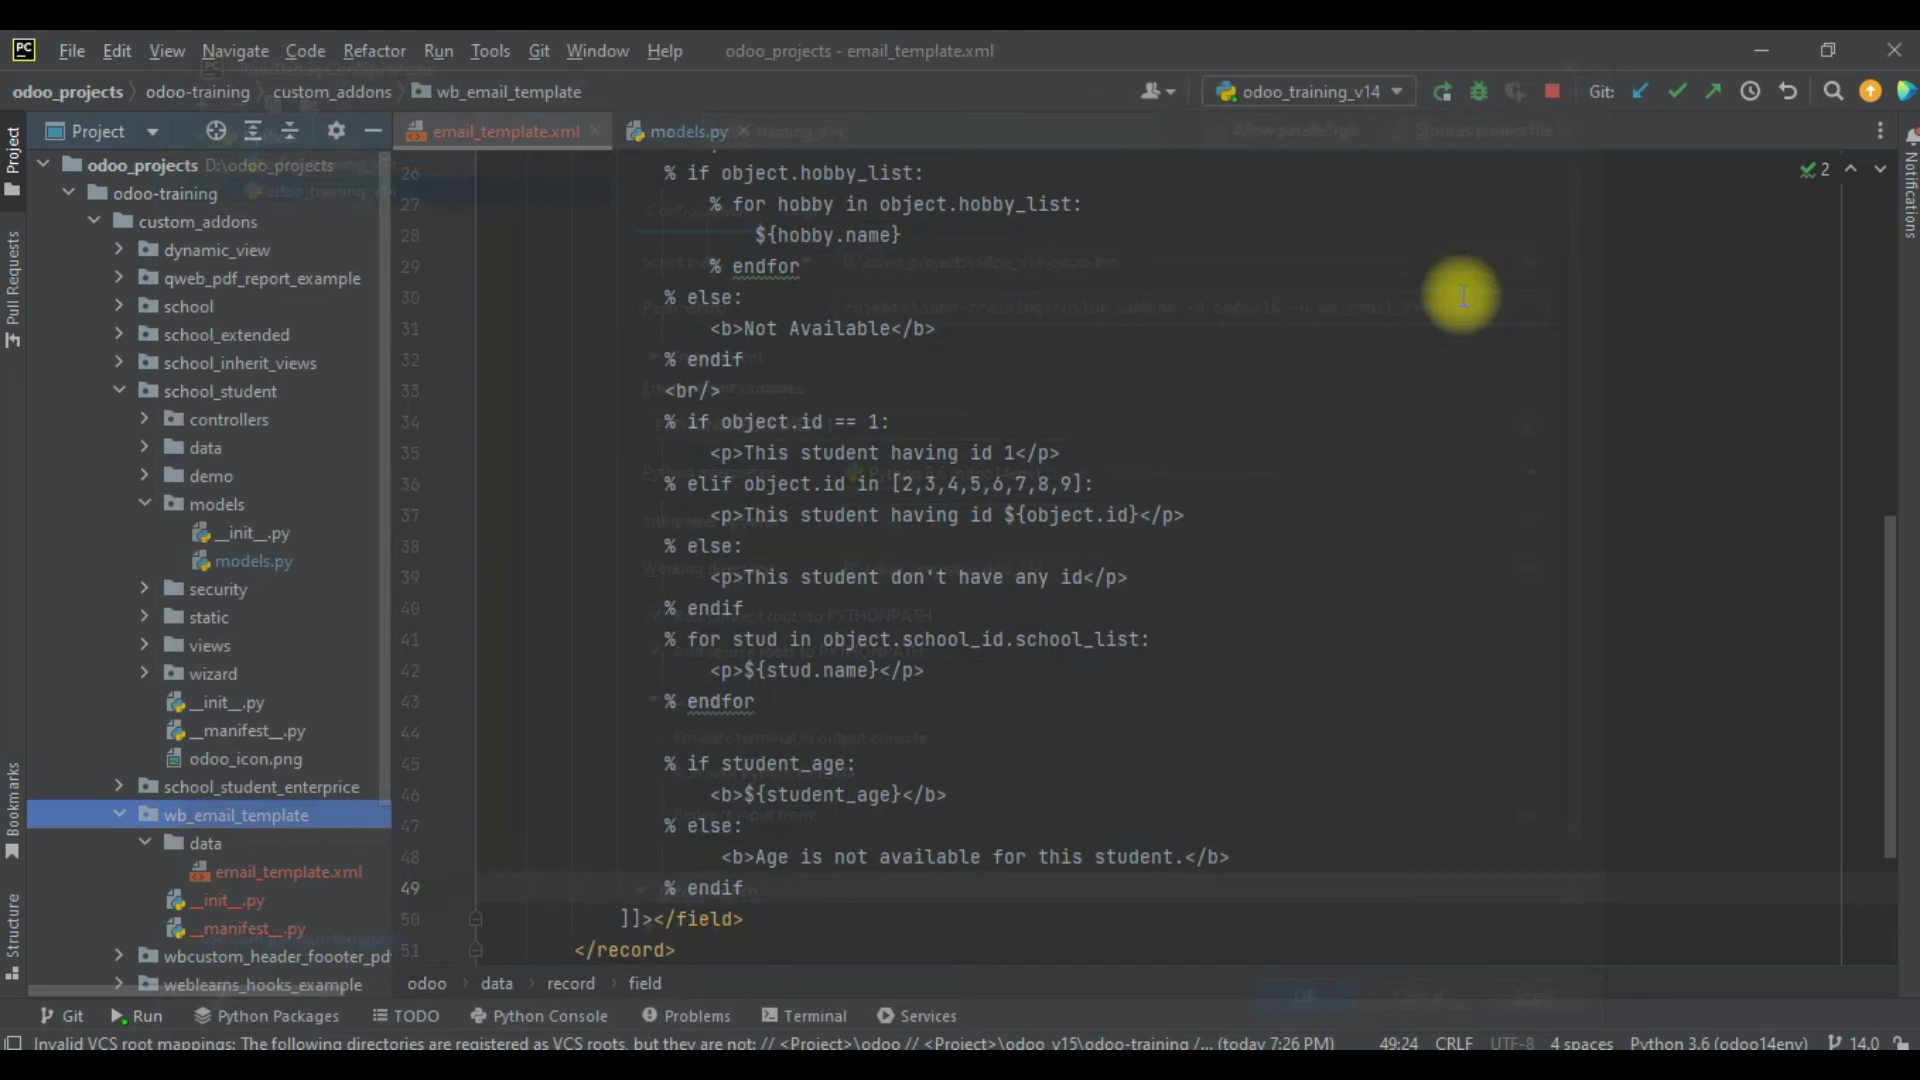 PC File Edit View Navigate Code Refactor Run Tools Git Window Help odoo_projects - email_template.xml
odoo_projects odoo-training custom_addons wb_email_template odoo_training_v14 Git:
Project email_template.xml models.py
odoo_projects D:\odoo_projects
odoo-training
custom_addons
dynamic_view
qweb_pdf_report_example
school
school_extended
school_inherit_views
school_student
controllers
data
demo
models
__init__.py
models.py
security
static
views
wizard
__init__.py
__manifest__.py
odoo_icon.png
school_student_enterprice
wb_email_template
data
email_template.xml
__init__.py
__manifest__.py
wbcustom_header_foooter_pd
weblearns_hooks_example
26 % if object.hobby_list:
27 % for hobby in object.hobby_list:
28 ${hobby.name}
29 % endfor
30 % else:
31 <b>Not Available</b>
32 % endif
33 <br/>
34 % if object.id == 1:
35 <p>This student having id 1</p>
36 % elif object.id in [2,3,4,5,6,7,8,9]:
37 <p>This student having id ${object.id}</p>
38 % else:
39 <p>This student don't have any id</p>
40 % endif
41 % for stud in object.school_id.school_list:
42 <p>${stud.name}</p>
43 % endfor
44
45 % if student_age:
46 <b>${student_age}</b>
47 % else:
48 <b>Age is not available for this student.</b>
49 % endif
50 ]]></field>
51 </record>
2
odoo data record field
Project
Pull Requests
Bookmarks
Structure
Notifications
Git Run Python Packages TODO Python Console Problems Terminal Services
Invalid VCS root mappings: The following directories are registered as VCS roots, but they are not: // <Project>\odoo // <Project>\odoo_v15\odoo-training /... (today 7:26 PM) 49:24 CRLF UTF-8 4 spaces Python 3.6 (odoo14env) 14.0